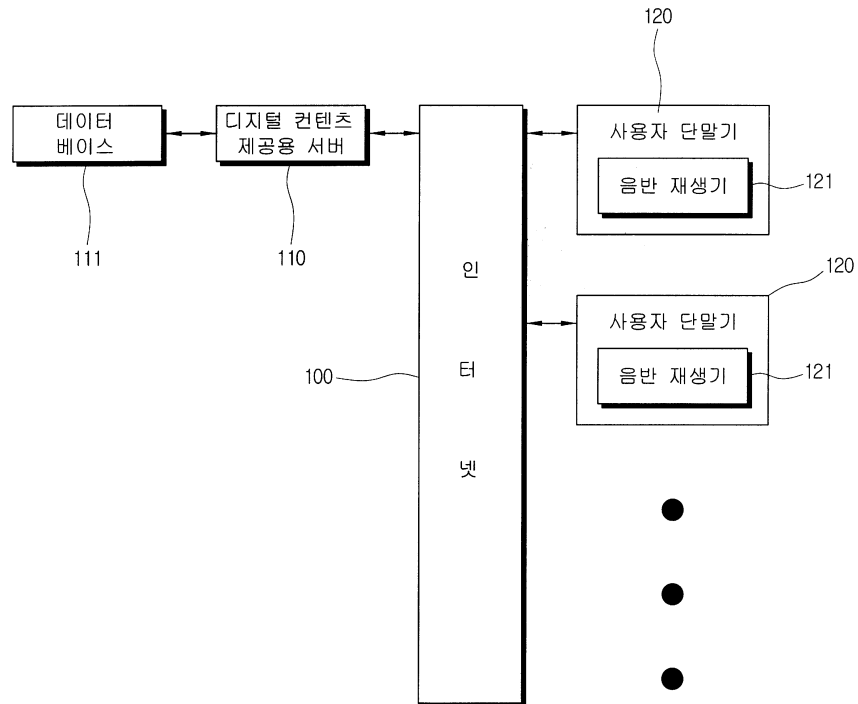 120
데이터
베이스
디지털 컨텐츠
제공용 서버
사용자 단말기
음반 재생기
121
111
110
인
터
넷
120
사용자 단말기
음반 재생기
121
100